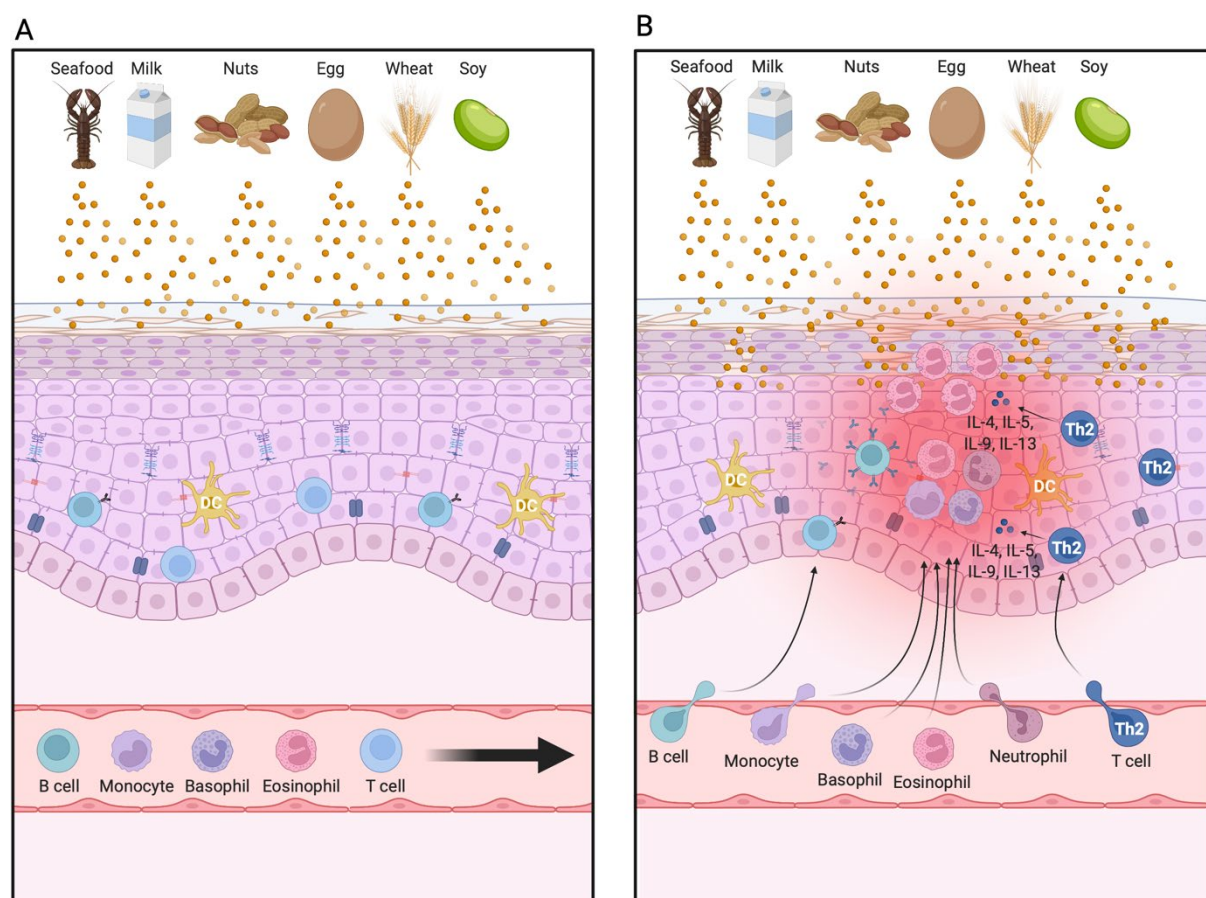 A
Seafood Milk Nuts Egg Wheat Soy
DC
DC
B cell Monocyte Basophil Eosinophil T cell
B
Seafood Milk Nuts Egg Wheat Soy
IL-4, IL-5,
IL-9, IL-13
Th2
Th2
DC
DC
IL-4, IL-5,
IL-9, IL-13
Th2
Th2
B cell
Monocyte
Basophil
Eosinophil
Neutrophil
T cell